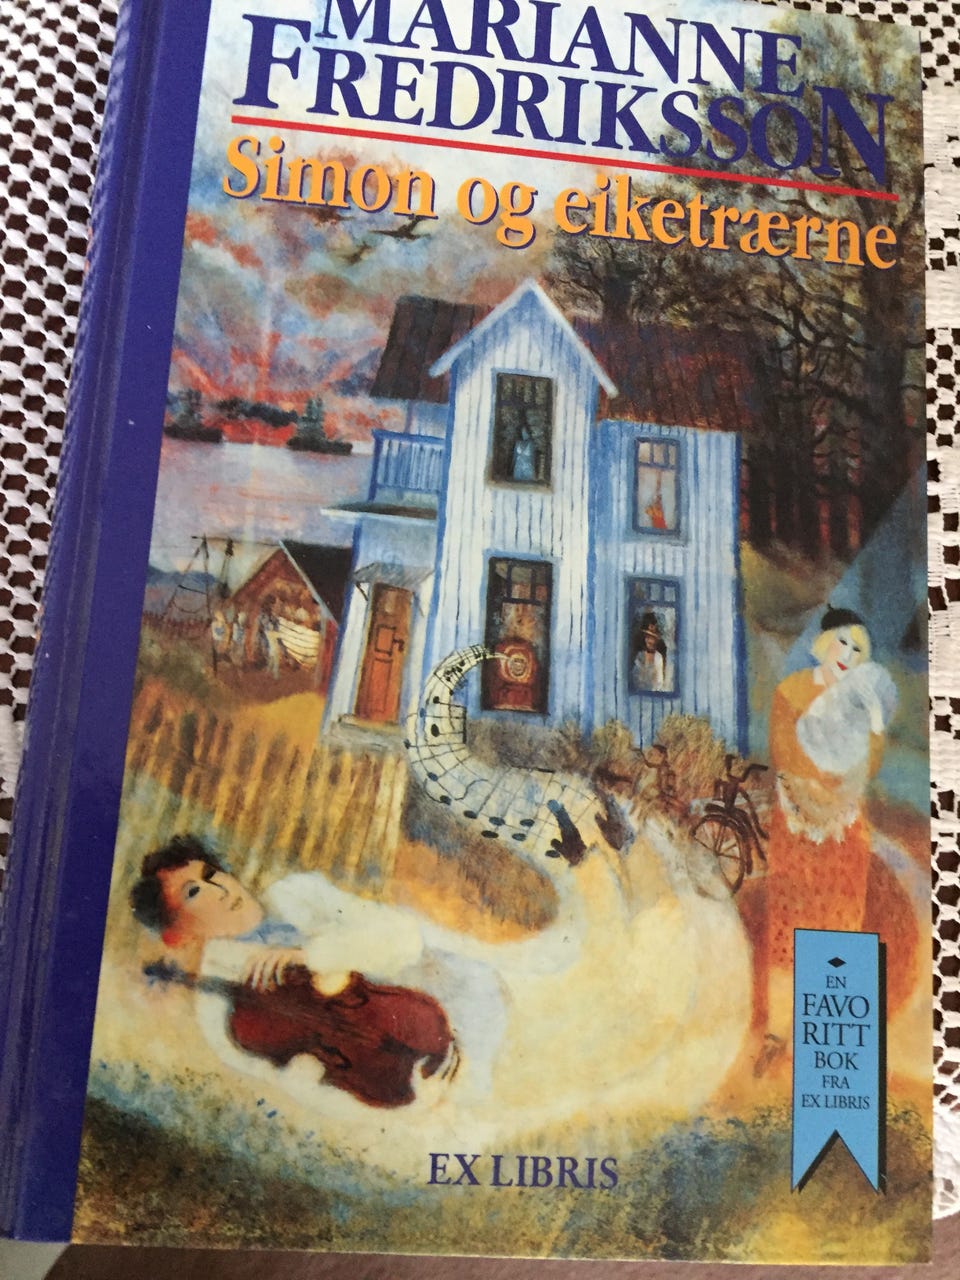 MARIANNE
FREDRIKSSON
Simon og eiketrærne
EN
FAVO
RITT
BOK
FRA
EX LIBRIS
EX LIBRIS